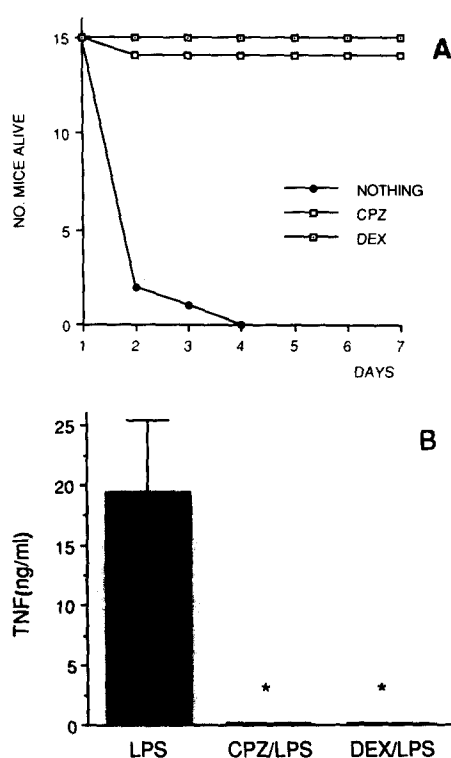 A
NO. MICE ALIVE
15
10
5
0
NOTHING
CPZ
DEX
1 2 3 4 5 6 7
DAYS
B
TNF(ng/ml)
25
20
15
10
5
0
* *
LPS CPZ/LPS DEX/LPS